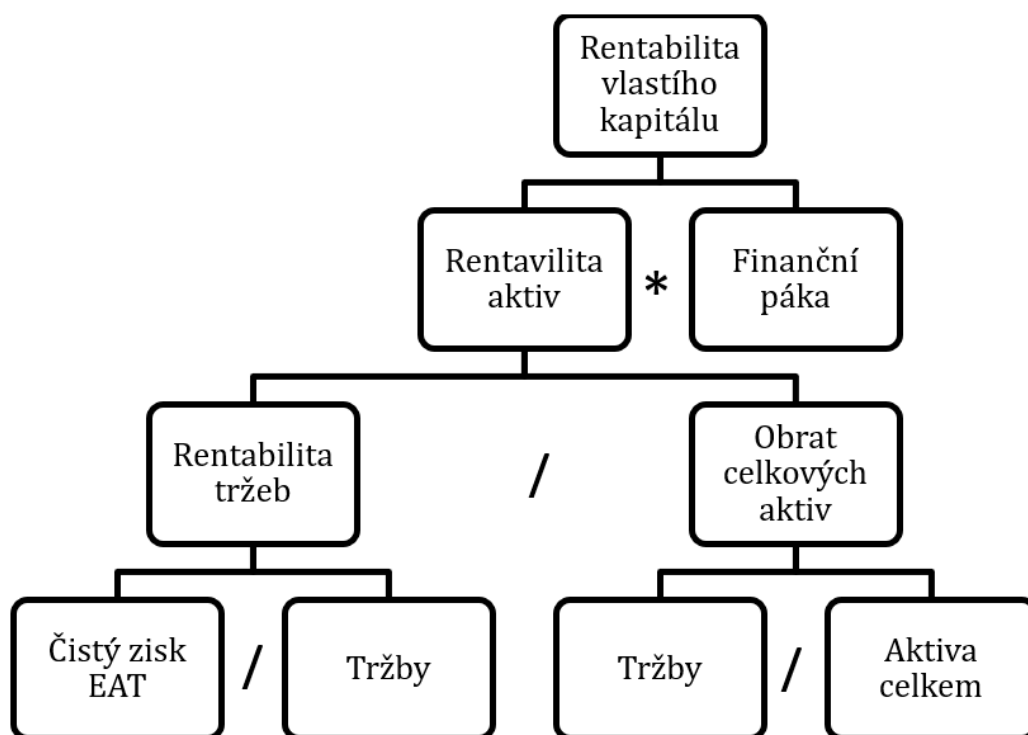 Rentabilita
vlastího
kapitálu
Rentavilita
aktiv
*
Finanční
páka
Rentabilita
tržeb
/
Obrat
celkových
aktiv
Čistý zisk
EAT
/
Tržby
Tržby
/
Aktiva
celkem